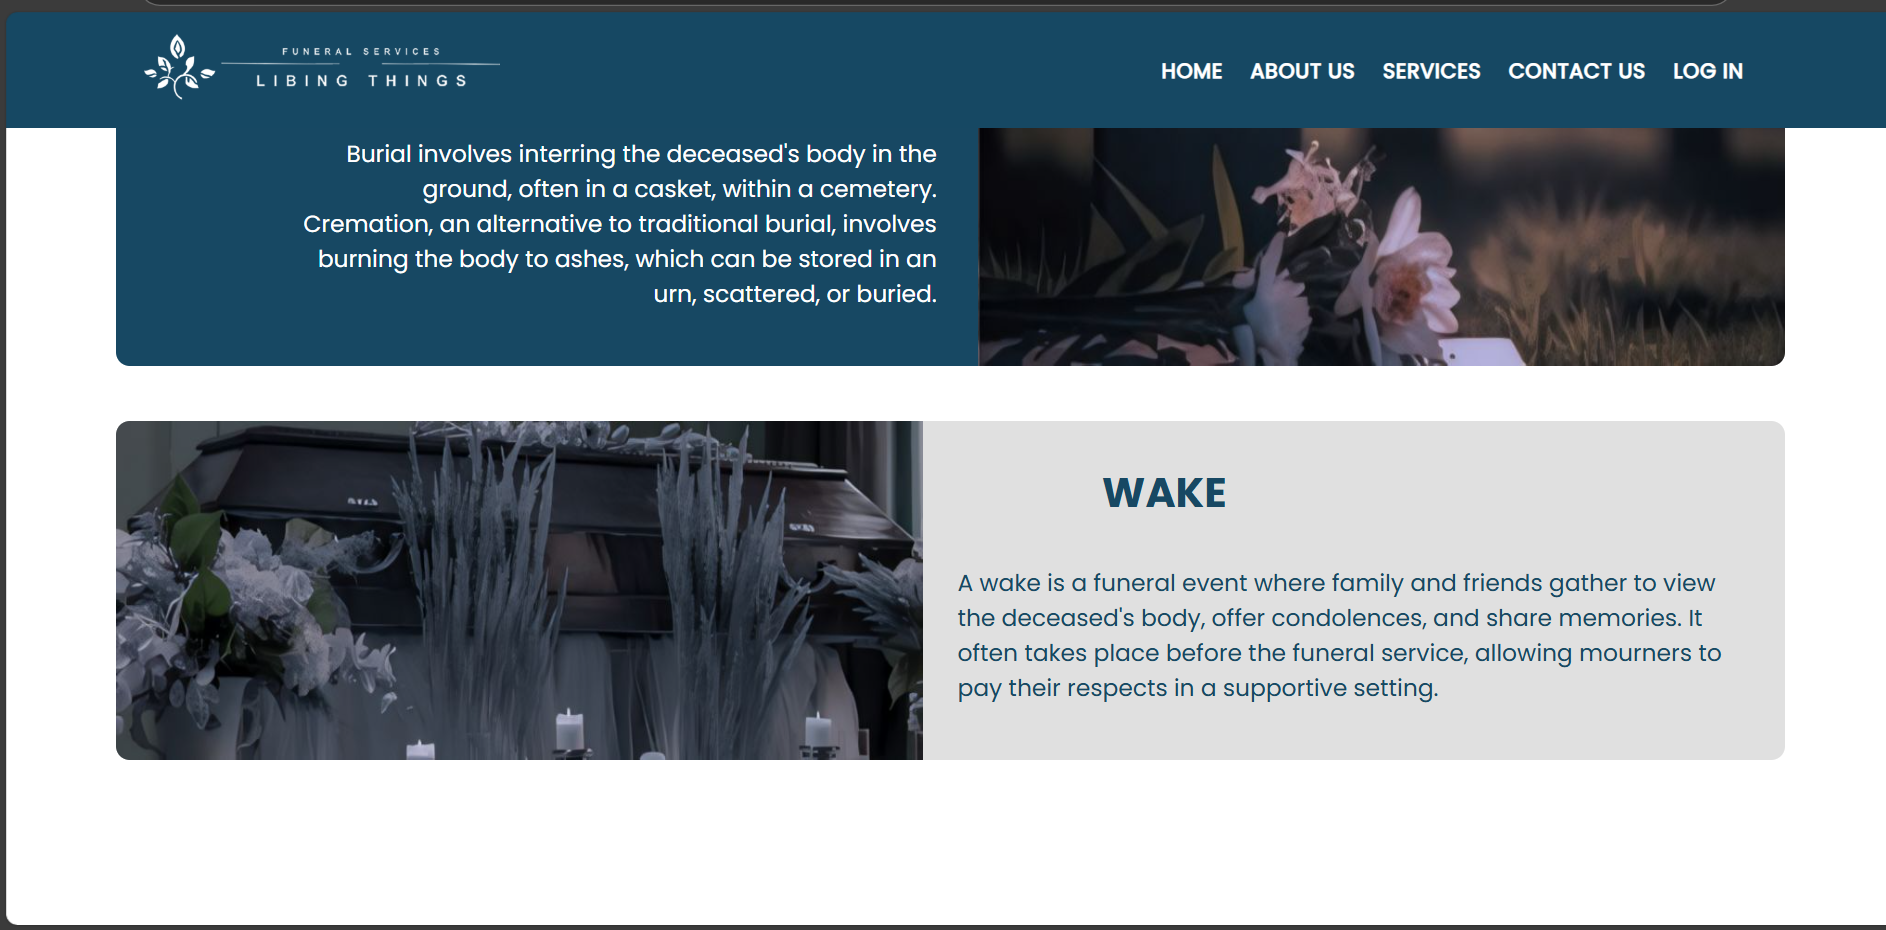 FUNERAL SERVICES
LIBING THINGS
HOME ABOUT US SERVICES CONTACT US LOG IN
Burial involves interring the deceased's body in the
ground, often in a casket, within a cemetery.
Cremation, an alternative to traditional burial, involves
burning the body to ashes, which can be stored in an
urn, scattered, or buried.
WAKE
A wake is a funeral event where family and friends gather to view
the deceased's body, offer condolences, and share memories. It
often takes place before the funeral service, allowing mourners to
pay their respects in a supportive setting.